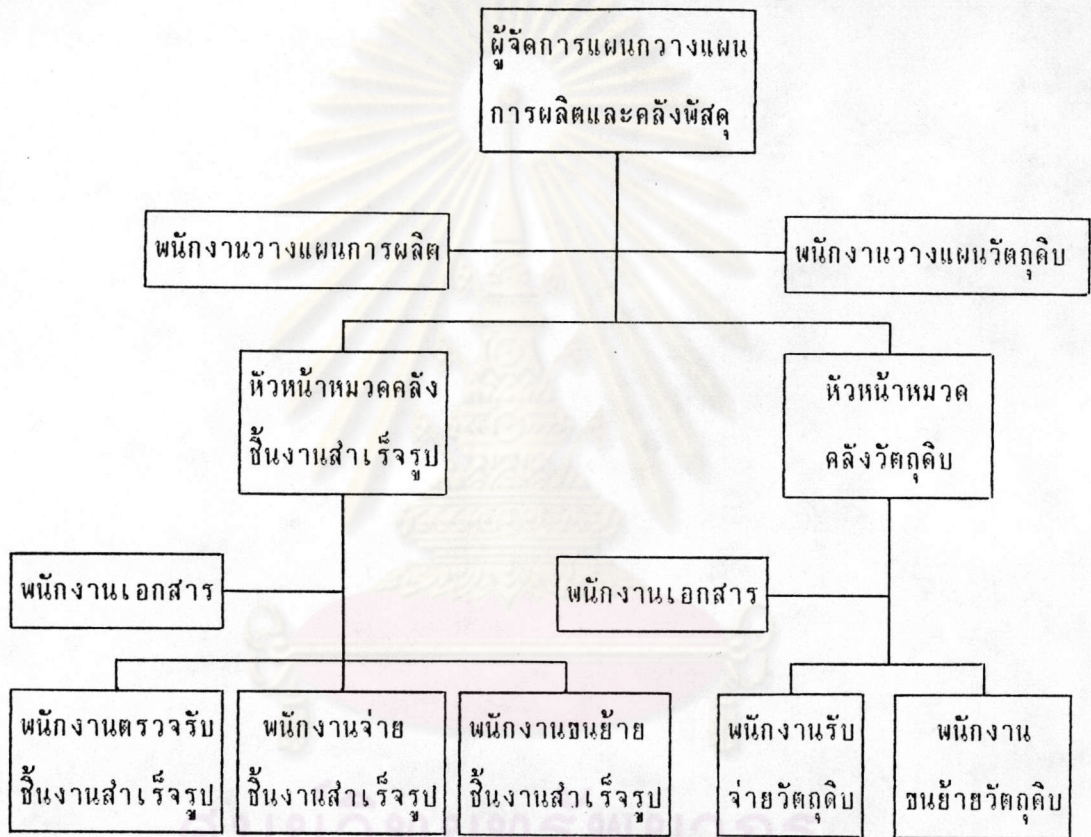 ผู้จัดการแผนกวางแผน
การผลิตและคลังพัสดุ
พนักงานวางแผนการผลิต
พนักงานวางแผนวัตถุดิบ
หัวหน้าหมวดคลัง
ชิ้นงานสำเร็จรูป
หัวหน้าหมวด
คลังวัตถุดิบ
พนักงานเอกสาร
พนักงานเอกสาร
พนักงานตรวจรับ
ชิ้นงานสำเร็จรูป
พนักงานจ่าย
ชิ้นงานสำเร็จรูป
พนักงานขนย้าย
ชิ้นงานสำเร็จรูป
พนักงานรับ
จ่ายวัตถุดิบ
พนักงาน
ขนย้ายวัตถุดิบ